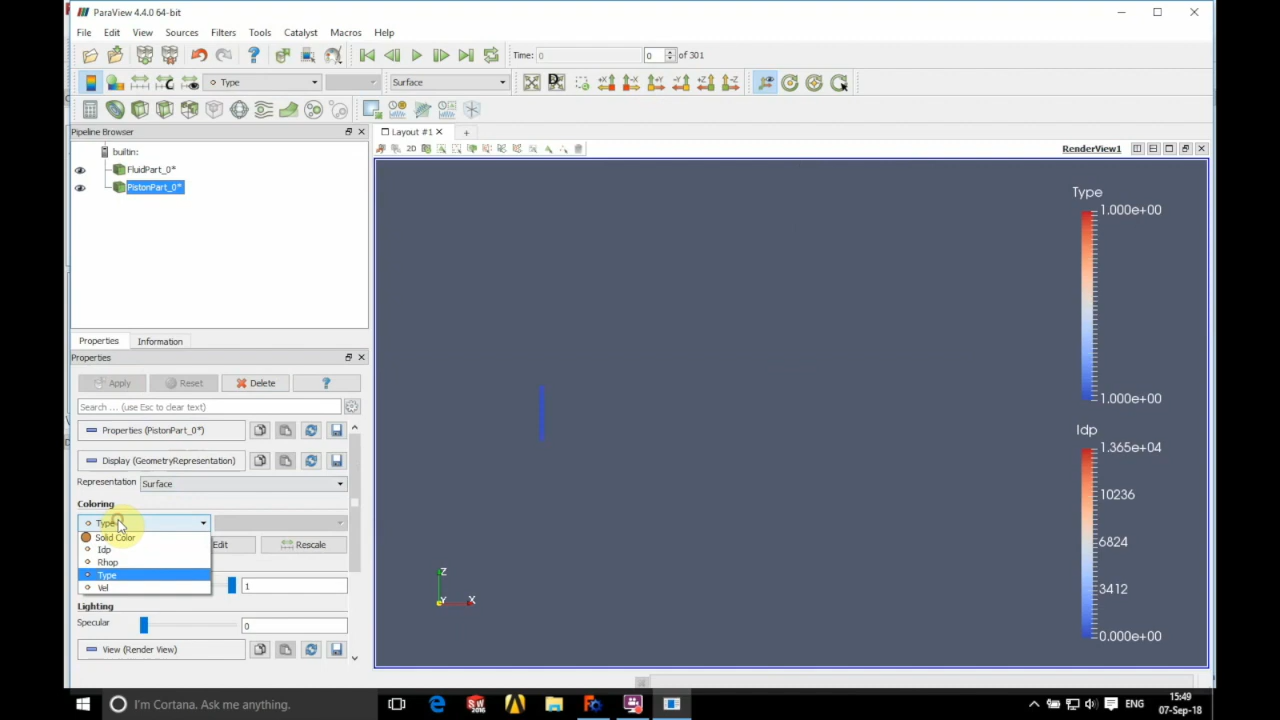 ParaView 4.4.0 64-bit
File Edit View Sources Filters Tools Catalyst Macros Help
Time: 0 0 of 301
Type Surface
Pipeline Browser
Layout #1 +
builtin:
2D RenderView1
FluidPart_0*
PistonPart_0*
Type
1.000e+00
1.000e+00
Idp
1.365e+04
10236
6824
3412
0.000e+00
Z
Y X
Properties Information
Properties
Apply Reset Delete ?
Search ... (use Esc to clear text)
Properties (PistonPart_0*)
Display (GeometryRepresentation)
Representation Surface
Coloring
Type
Solid Color
Idp
Edit Rescale
Rhop
Type
Vel 1
Lighting
Specular 0
View (Render View)
I'm Cortana. Ask me anything.
SW
2016
ENG
15:49
07-Sep-18